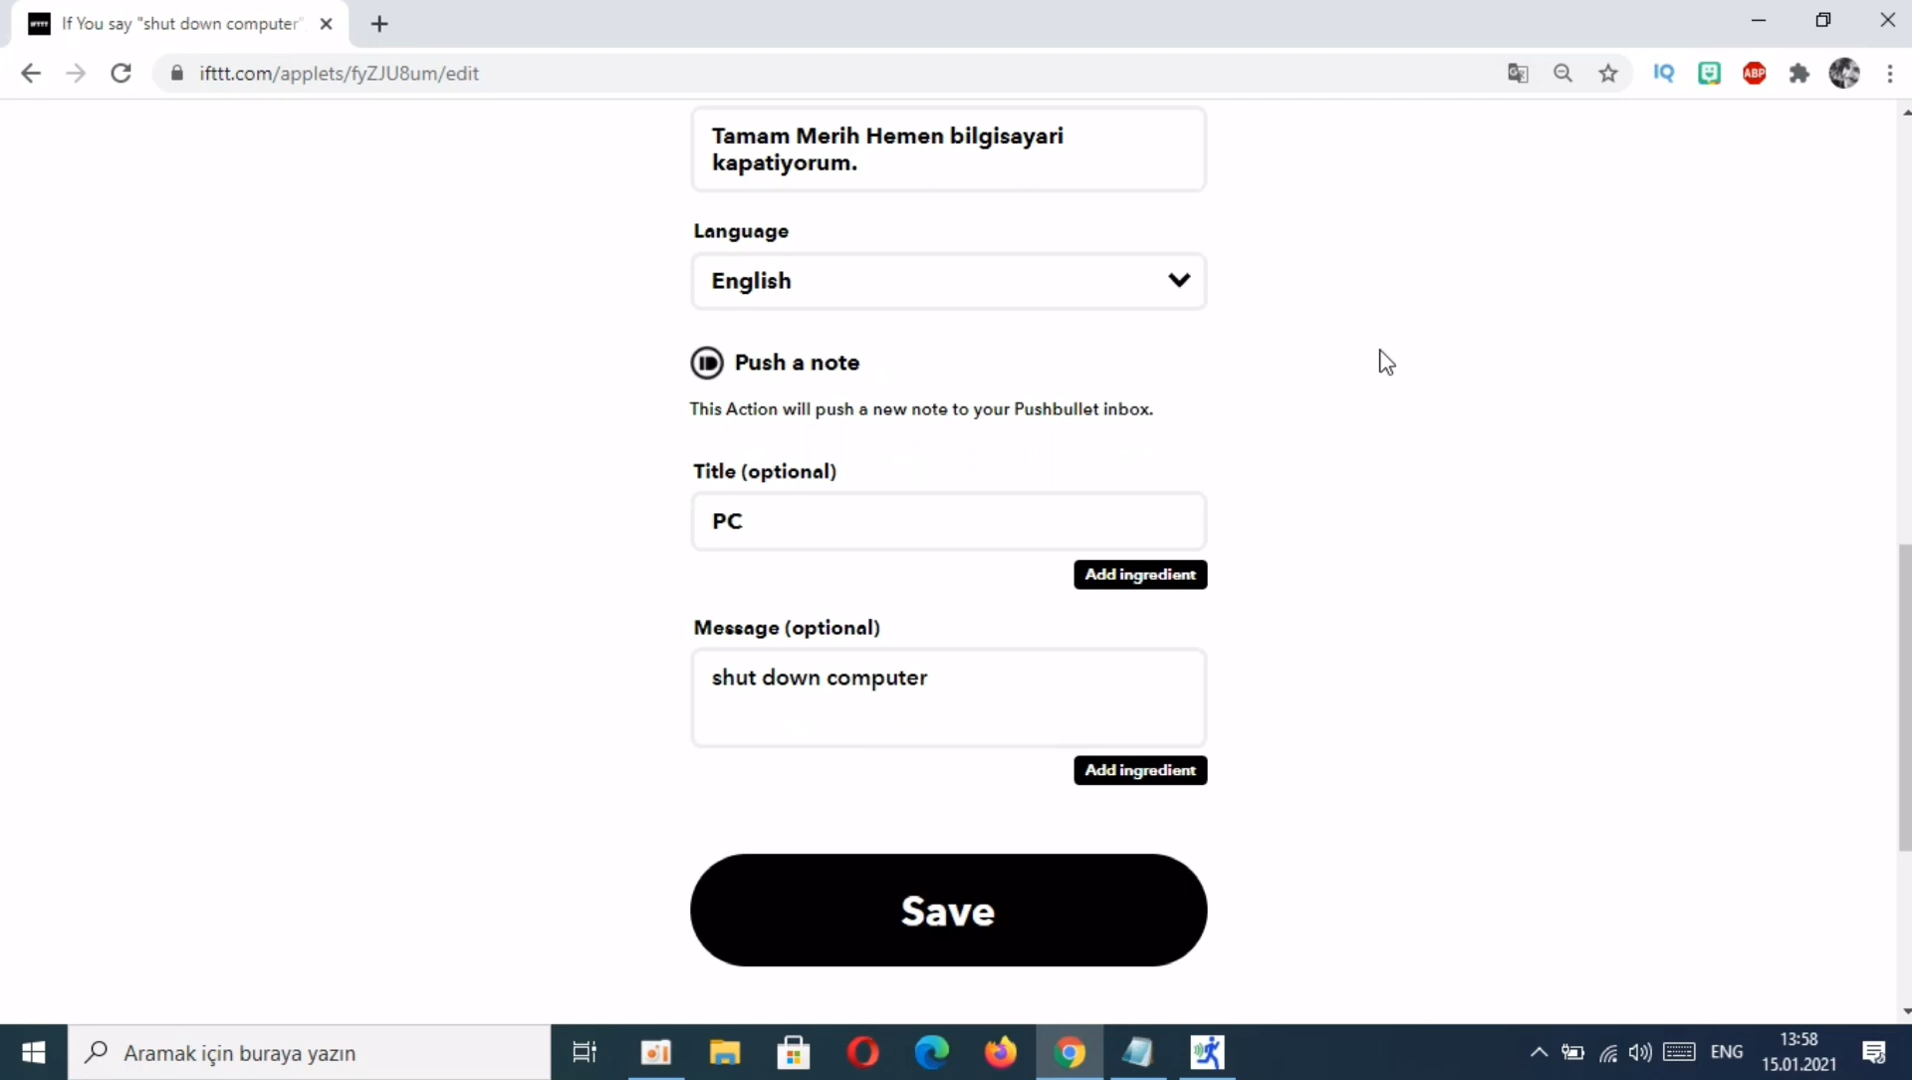 If You say "shut down computer"
ifttt.com/applets/fyZJU8um/edit
IQ
ABP
Tamam Merih Hemen bilgisayari
kapatiyorum.
Language
English
Push a note
This Action will push a new note to your Pushbullet inbox.
Title (optional)
PC
Add ingredient
Message (optional)
shut down computer
Add ingredient
Save
Aramak için buraya yazın
ENG
13:58
15.01.2021